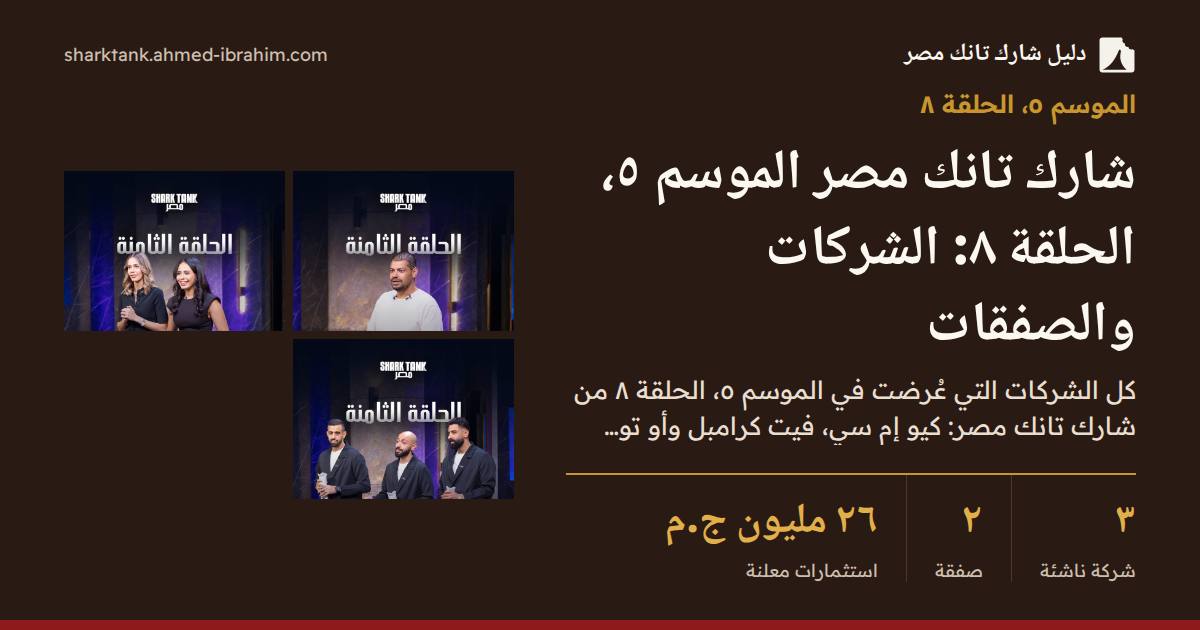 دليل شارك تانك مصر
sharktank.ahmed-ibrahim.com
الموسم ٥، الحلقة ٨
شارك تانك مصر الموسم ٥،
الحلقة ٨: الشركات
والصفقات
كل الشركات التي عُرضت في الموسم ٥، الحلقة ٨ من
شارك تانك مصر: كيو إم سي، فيت كرامبل وأو تو...
٣
شركة ناشئة
٢
صفقة
٢٦ مليون ج.م
استثمارات معلنة
SHARK TANK
مصر
الحلقة الثامنة
SHARK TANK
مصر
الحلقة الثامنة
SHARK TANK
مصر
الحلقة الثامنة